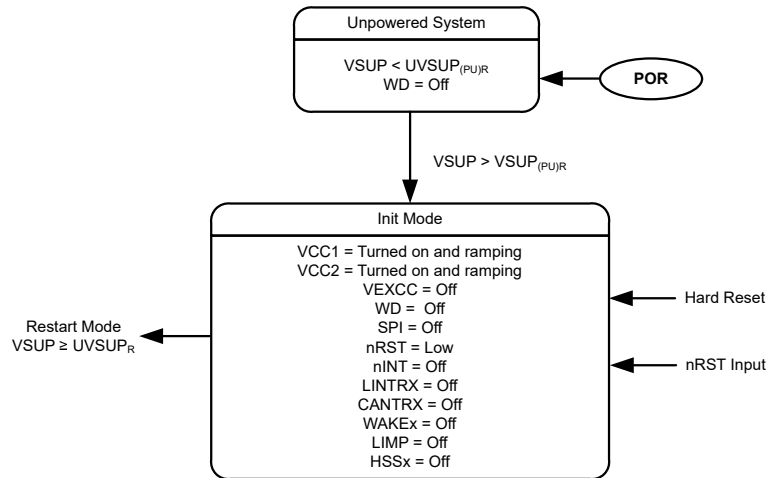 Unpowered System
VSUP < UVSUP(PU)R
WD = Off
POR
VSUP > VSUP(PU)R
Init Mode
VCC1 = Turned on and ramping
VCC2 = Turned on and ramping
VEXCC = Off
WD = Off
SPI = Off
nRST = Low
nINT = Off
LINTRX = Off
CANTRX = Off
WAKEx = Off
LIMP = Off
HSSx = Off
Hard Reset
nRST Input
Restart Mode
VSUP ≥ UVSUPR